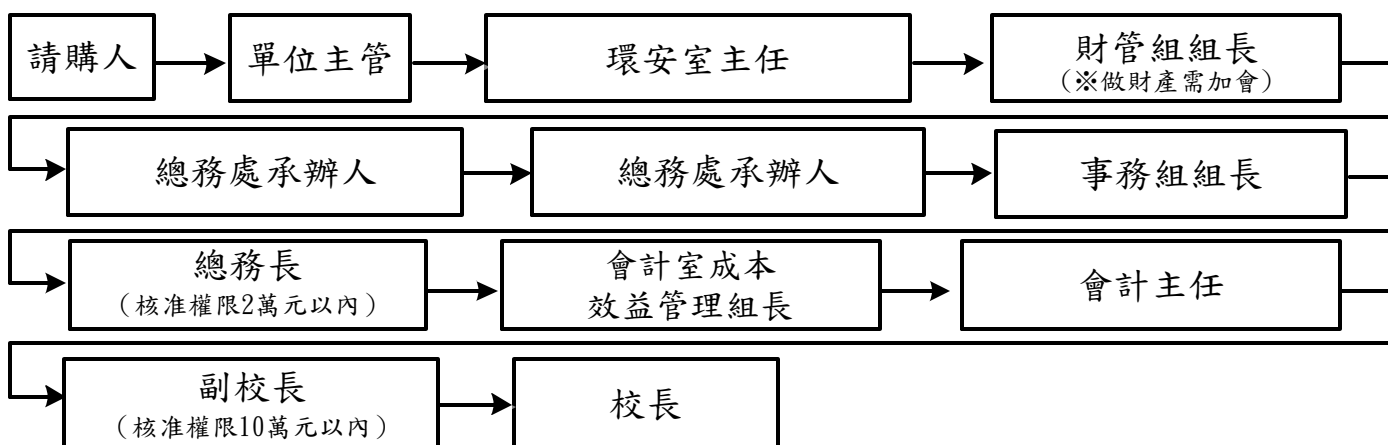 請購人
單位主管
環安室主任
財管組組長
（※做財產需加會）
總務處承辦人
總務處承辦人
事務組組長
總務長
（核准權限2萬元以內）
會計室成本
效益管理組長
會計主任
副校長
（核准權限10萬元以內）
校長